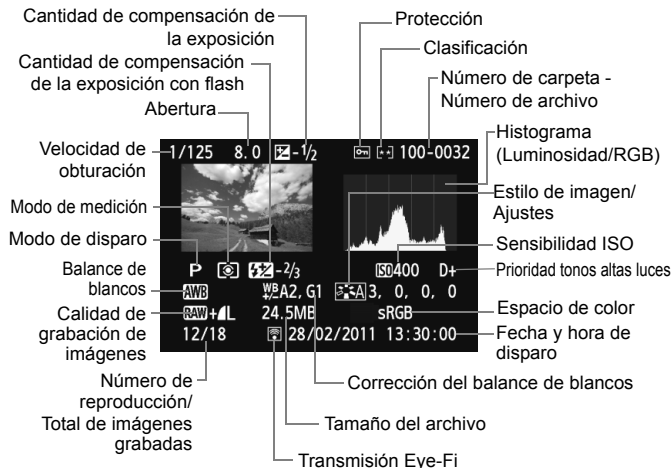 Cantidad de compensación de
la exposición
Cantidad de compensación
de la exposición con flash
Abertura
Velocidad de
obturación
Modo de medición
Modo de disparo
Balance de
blancos
Calidad de
grabación de
imágenes
Número de
reproducción/
Total de imágenes
grabadas
Protección
Clasificación
Número de carpeta -
Número de archivo
Histograma
(Luminosidad/RGB)
Estilo de imagen/
Ajustes
Sensibilidad ISO
Prioridad tonos altas luces
Espacio de color
Fecha y hora de
disparo
Corrección del balance de blancos
Tamaño del archivo
Transmisión Eye-Fi
1/125 8.0 -1/2 100-0032
P -2/3 ISO400 D+
AWB WB A2, G1 A 3, 0, 0, 0
RAW+L 24.5MB sRGB
12/18 28/02/2011 13:30:00